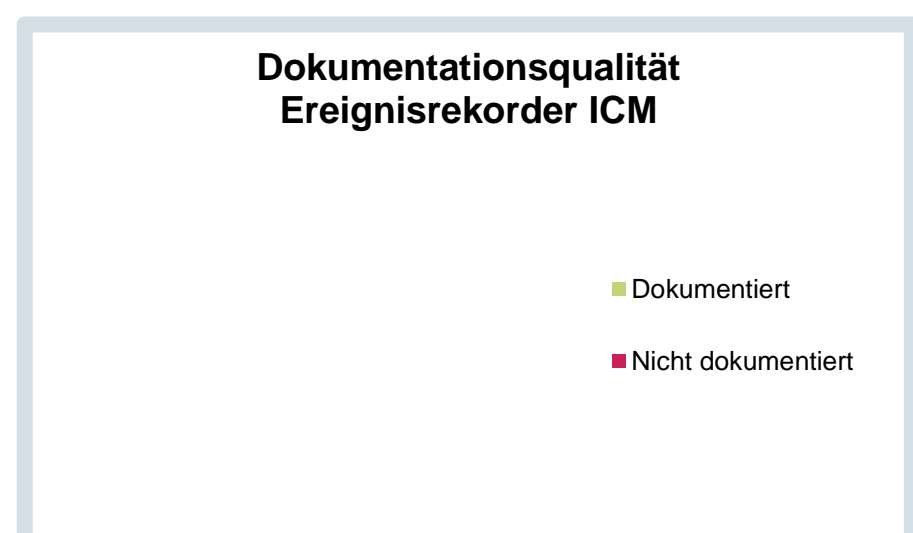 Dokumentationsqualität
Ereignisrekorder ICM
Dokumentiert
Nicht dokumentiert